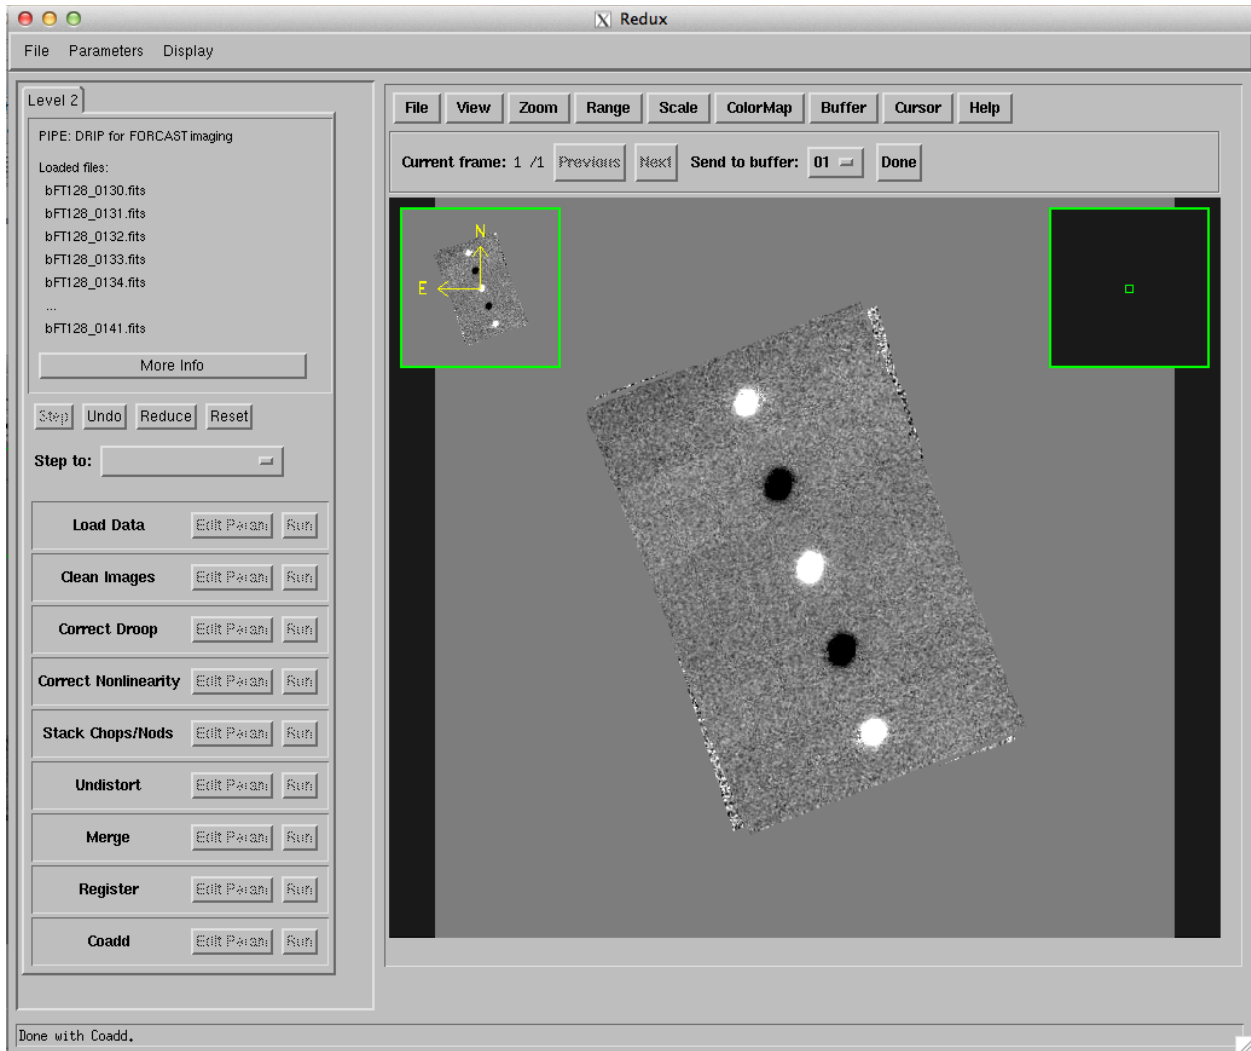 Redux
File Parameters Display
Level 2
PIPE: DRIP for FORCAST imaging
Loaded files:
bFT128_0130.fits
bFT128_0131.fits
bFT128_0132.fits
bFT128_0133.fits
bFT128_0134.fits
...
bFT128_0141.fits
More Info
Step Undo Reduce Reset
Step to:
Load Data Edit Param Run
Clean Images Edit Param Run
Correct Droop Edit Param Run
Correct Nonlinearity Edit Param Run
Stack Chops/Nods Edit Param Run
Undistort Edit Param Run
Merge Edit Param Run
Register Edit Param Run
Coadd Edit Param Run
File View Zoom Range Scale ColorMap Buffer Cursor Help
Current frame: 1 /1 Previous Next Send to buffer: 01 Done
N
E
Done with Coadd.